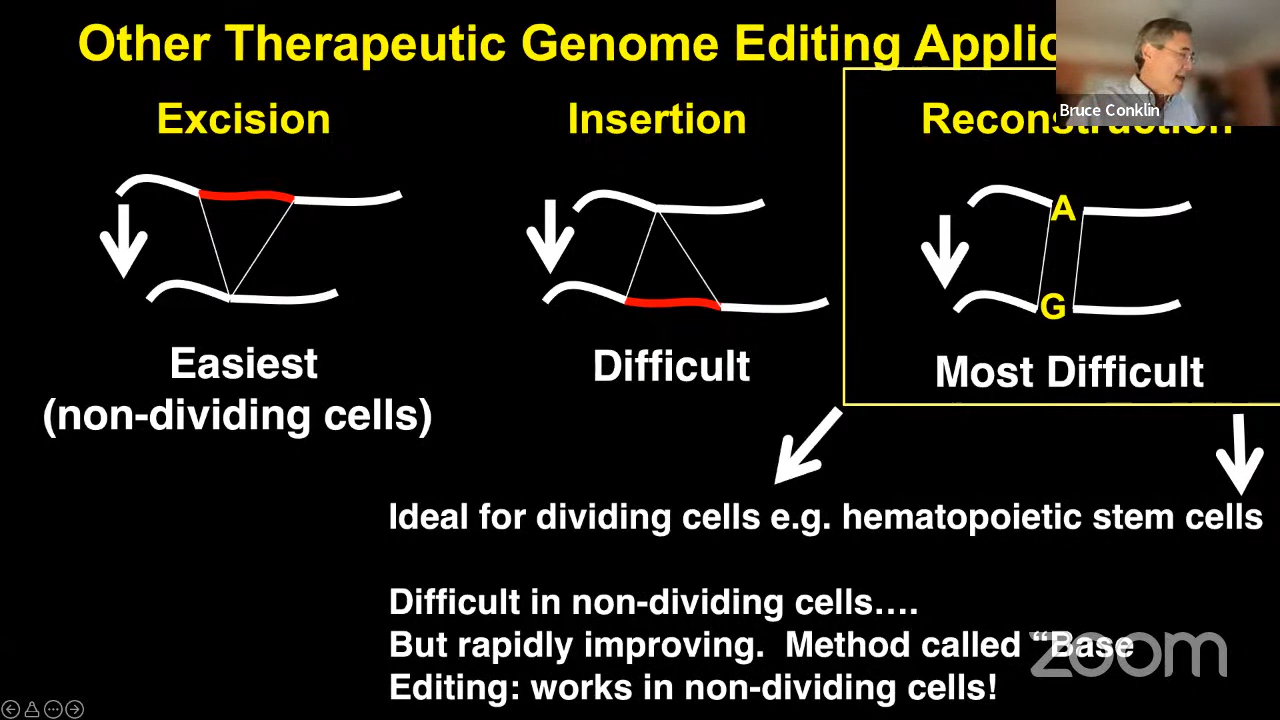 Other Therapeutic Genome Editing
Bruce Conklin
Excision
Insertion
Reconstruction
A
G
Easiest
(non-dividing cells)
Difficult
Most Difficult
Ideal for dividing cells e.g. hematopoietic stem cells
Difficult in non-dividing cells....
But rapidly improving. Method called “Base
Editing: works in non-dividing cells!
zoom